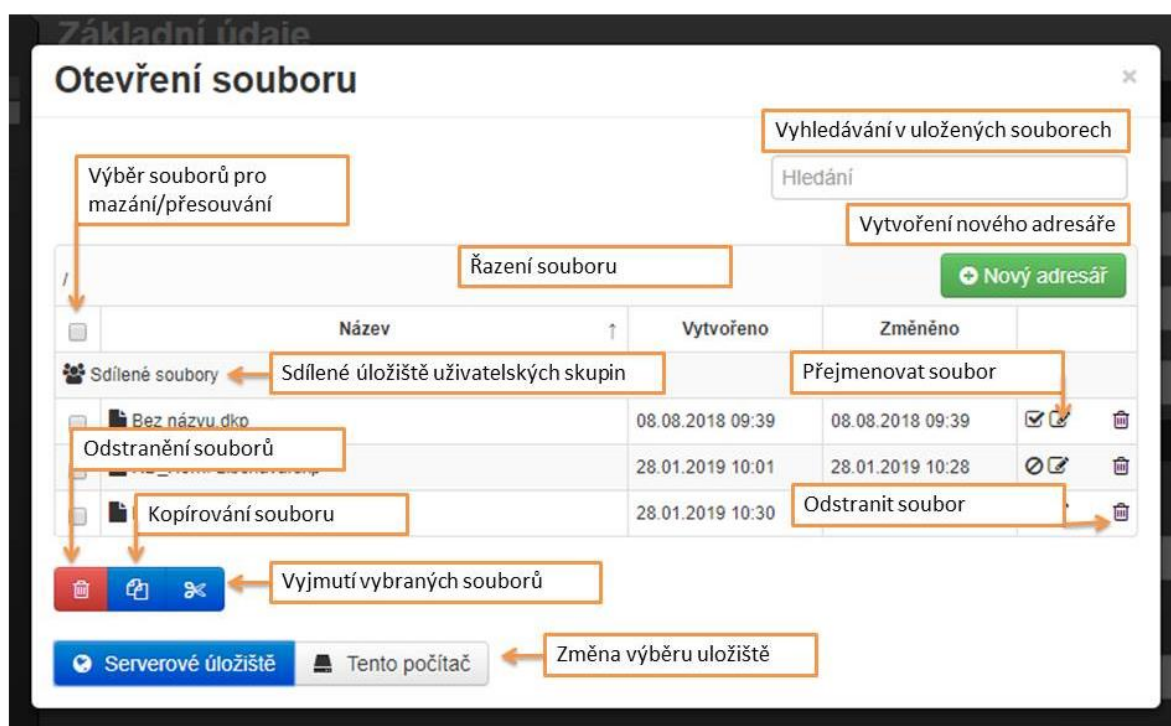 Základní údaje
Otevření souboru
×
Vyhledávání v uložených souborech
Výběr souborů pro
mazání/přesouvání
Hledání
Vytvoření nového adresáře
/
Řazení souboru
Nový adresář
Název ↑ Vytvořeno Změněno
Sdílené soubory
Sdílené úložiště uživatelských skupin
Přejmenovat soubor
Bez názvu.dkp 08.08.2018 09:39 08.08.2018 09:39
Odstranění souborů
28.01.2019 10:01 28.01.2019 10:28
Kopírování souboru
28.01.2019 10:30
Odstranit soubor
Vyjmutí vybraných souborů
Serverové úložiště
Tento počítač
Změna výběru uložiště